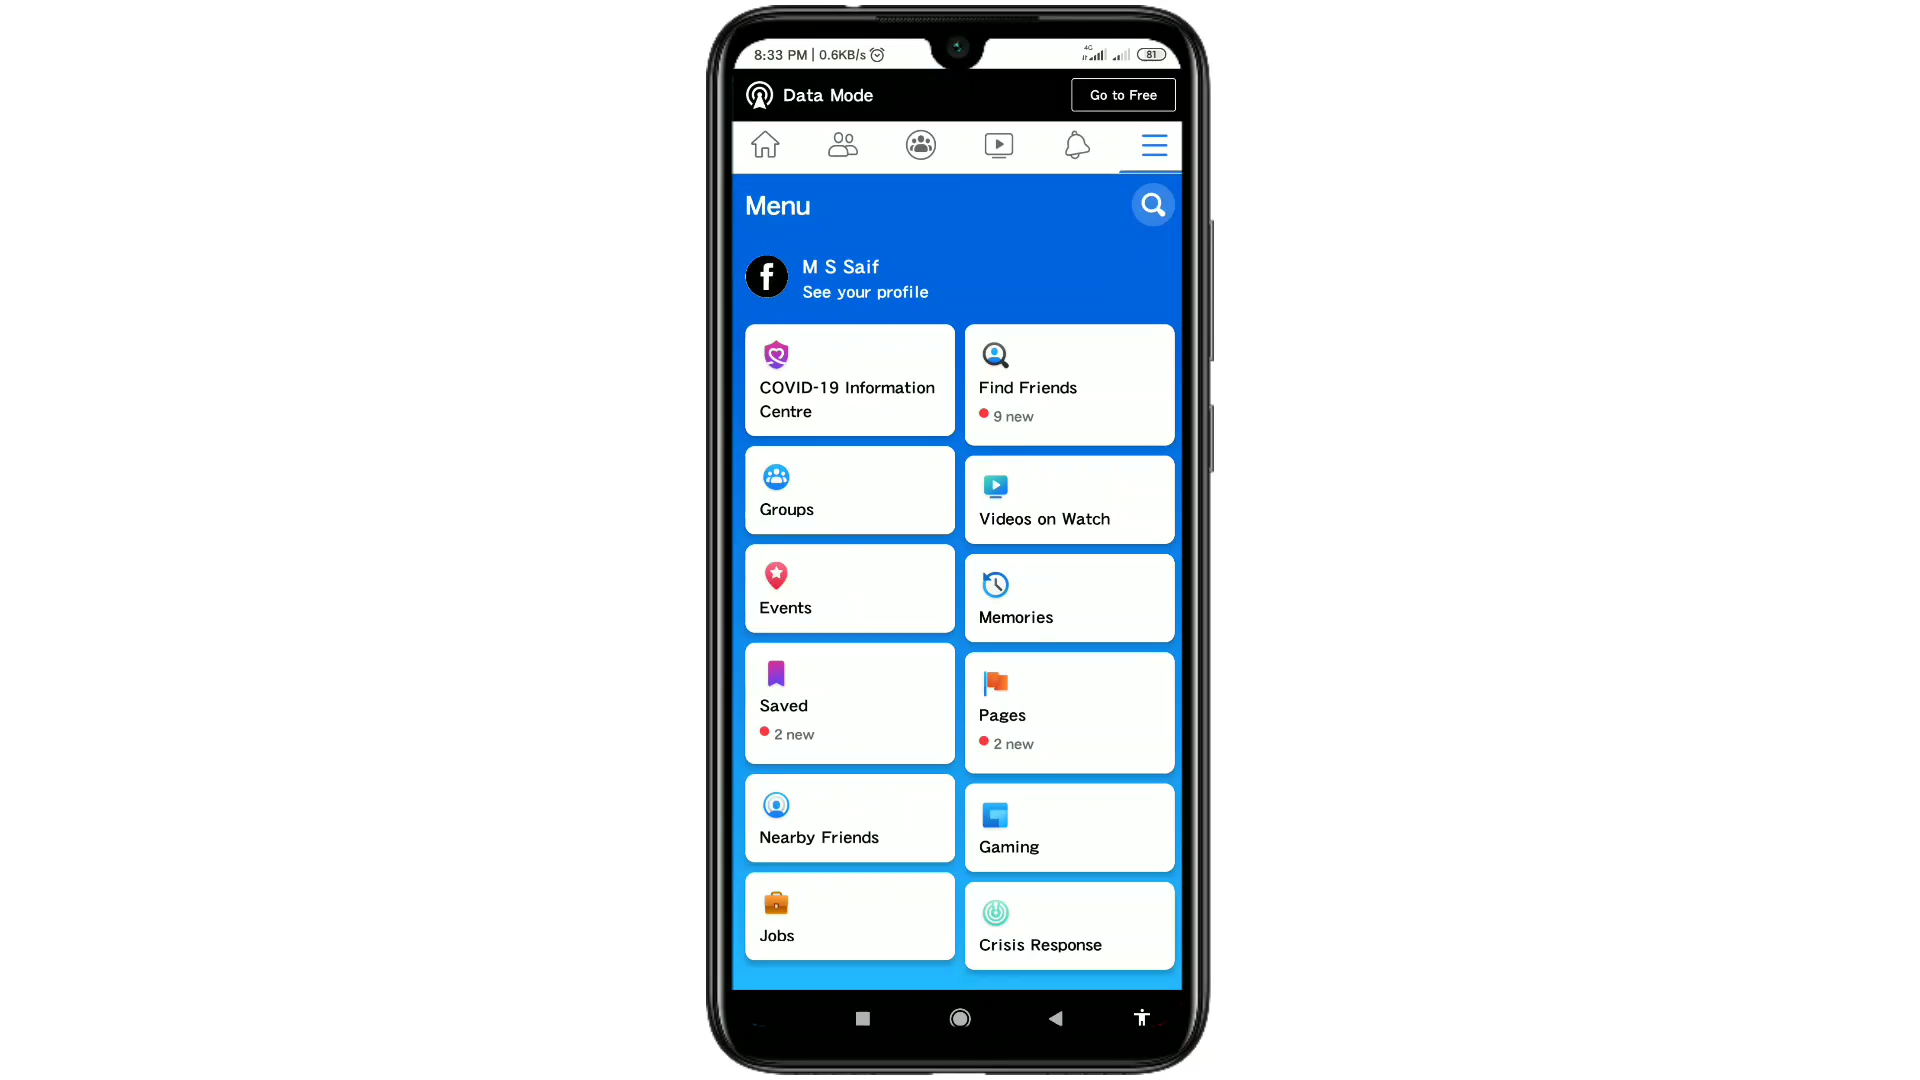 8:33 PM | 0.6KB/s
4G
81
Data Mode
Go to Free
Menu
M S Saif
See your profile
COVID-19 Information
Centre
Find Friends
9 new
Groups
Videos on Watch
Events
Memories
Saved
2 new
Pages
2 new
Nearby Friends
Gaming
Jobs
Crisis Response